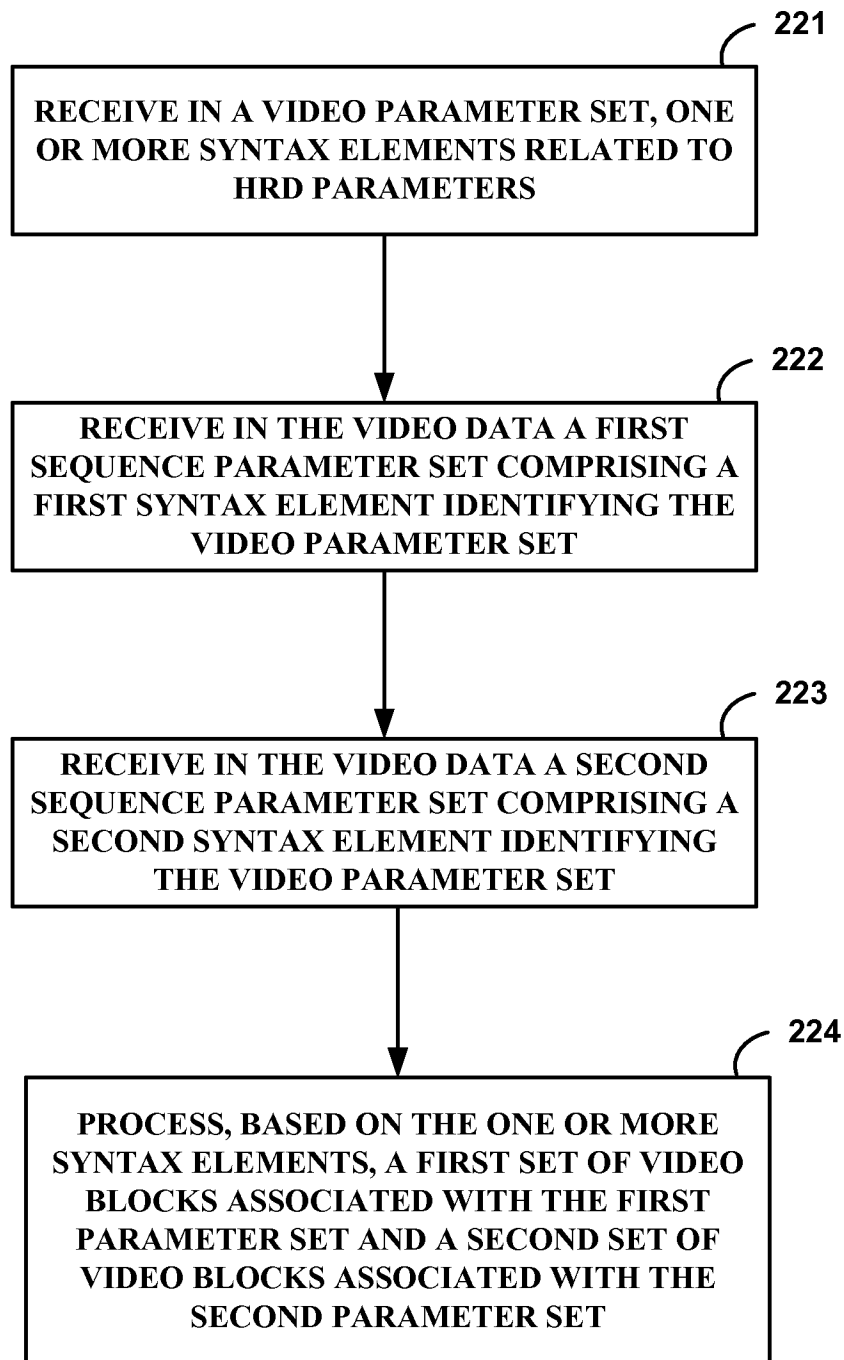 221
RECEIVE IN A VIDEO PARAMETER SET, ONE
OR MORE SYNTAX ELEMENTS RELATED TO
HRD PARAMETERS
222
RECEIVE IN THE VIDEO DATA A FIRST
SEQUENCE PARAMETER SET COMPRISING A
FIRST SYNTAX ELEMENT IDENTIFYING THE
VIDEO PARAMETER SET
223
RECEIVE IN THE VIDEO DATA A SECOND
SEQUENCE PARAMETER SET COMPRISING A
SECOND SYNTAX ELEMENT IDENTIFYING
THE VIDEO PARAMETER SET
224
PROCESS, BASED ON THE ONE OR MORE
SYNTAX ELEMENTS, A FIRST SET OF VIDEO
BLOCKS ASSOCIATED WITH THE FIRST
PARAMETER SET AND A SECOND SET OF
VIDEO BLOCKS ASSOCIATED WITH THE
SECOND PARAMETER SET